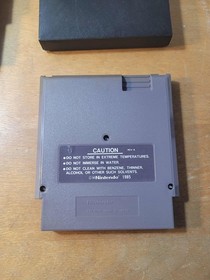 CAUTION
●DO NOT STORE IN EXTREME TEMPERATURES.
●DO NOT IMMERSE IN WATER.
●DO NOT CLEAN WITH BENZENE, THINNER,
ALCOHOL OR OTHER SUCH SOLVENTS.
©Nintendo 1985